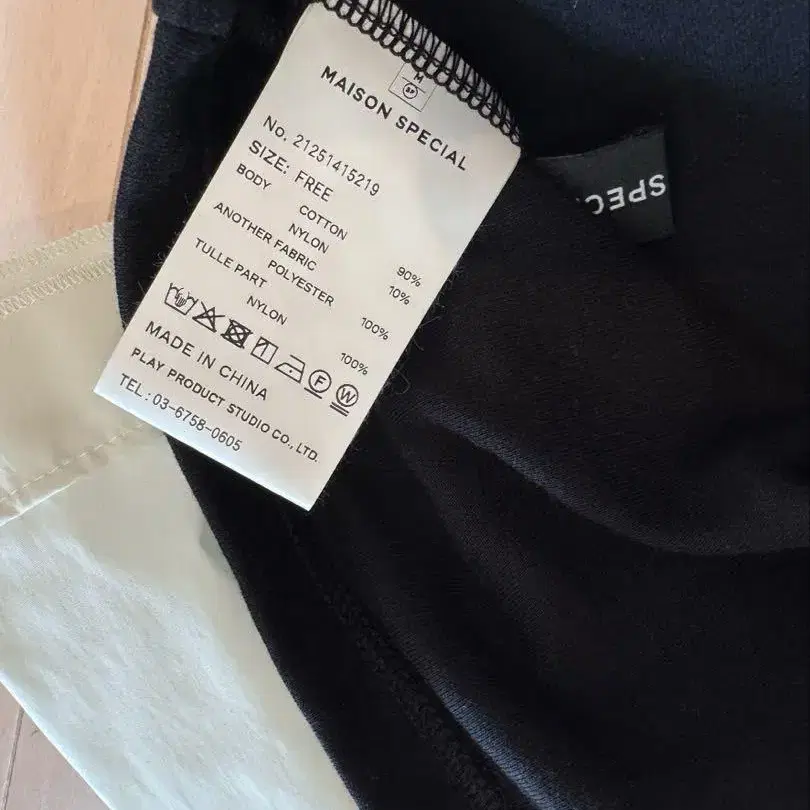 M
SP
MAISON SPECIAL
No. 21251415219
SIZE: FREE
BODY
COTTON 90%
NYLON 10%
ANOTHER FABRIC
POLYESTER 100%
TULLE PART
NYLON 100%
F W
MADE IN CHINA
PLAY PRODUCT STUDIO CO., LTD.
TEL : 03-6758-0605
SPEC